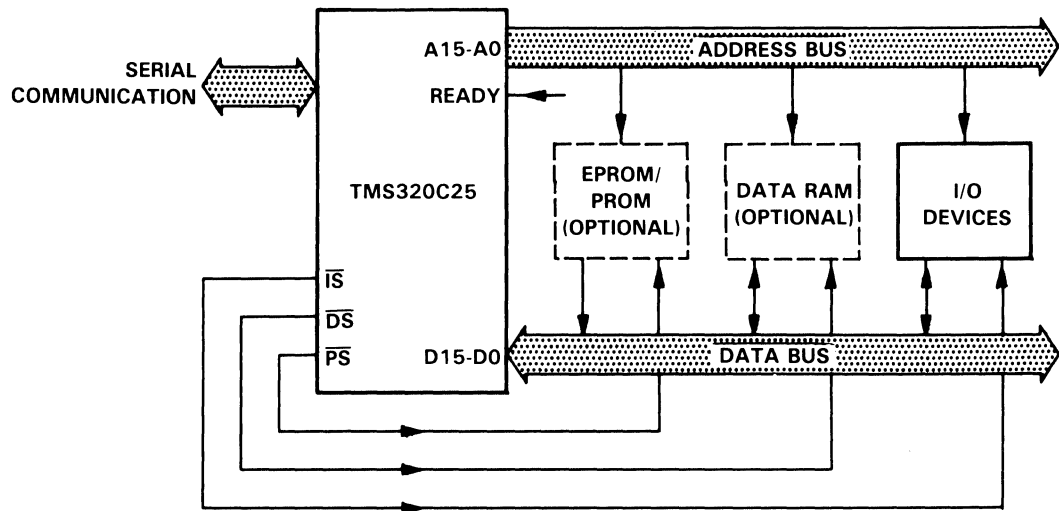 A15-A0
ADDRESS BUS
SERIAL
COMMUNICATION
READY
TMS320C25
EPROM/
PROM
(OPTIONAL)
DATA RAM
(OPTIONAL)
I/O
DEVICES
IS
DS
PS
D15-D0
DATA BUS